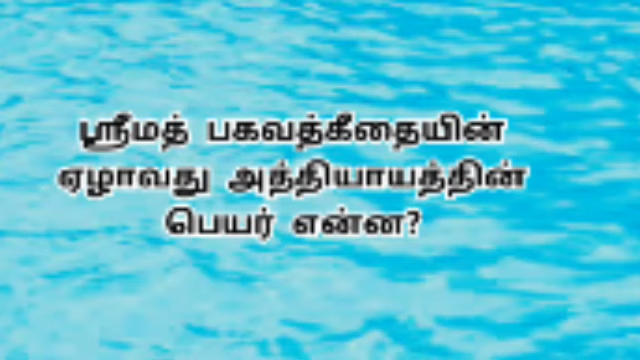 ஸ்ரீமத் பகவத்கீதையின்
ஏழாவது அத்தியாயத்தின்
பெயர் என்ன?